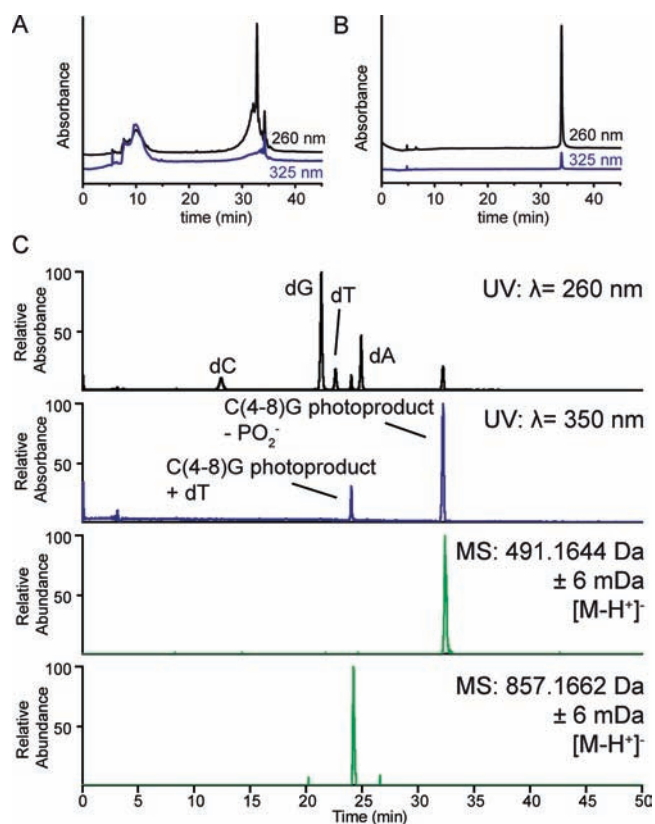 A
B
Absorbance
260 nm
325 nm
0
10
20
30
40
time (min)
Absorbance
260 nm
325 nm
0
10
20
30
40
time (min)
C
Relative
Absorbance
100
50
dC
dG
dT
dA
UV: λ= 260 nm
Relative
Absorbance
100
50
C(4-8)G photoproduct
- PO₂⁻
C(4-8)G photoproduct
+ dT
UV: λ= 350 nm
Relative
Abundance
100
50
MS: 491.1644 Da
± 6 mDa
[M-H⁺]⁻
Relative
Abundance
100
50
MS: 857.1662 Da
± 6 mDa
[M-H⁺]⁻
0
5
10
15
20
25
30
35
40
45
50
Time (min)